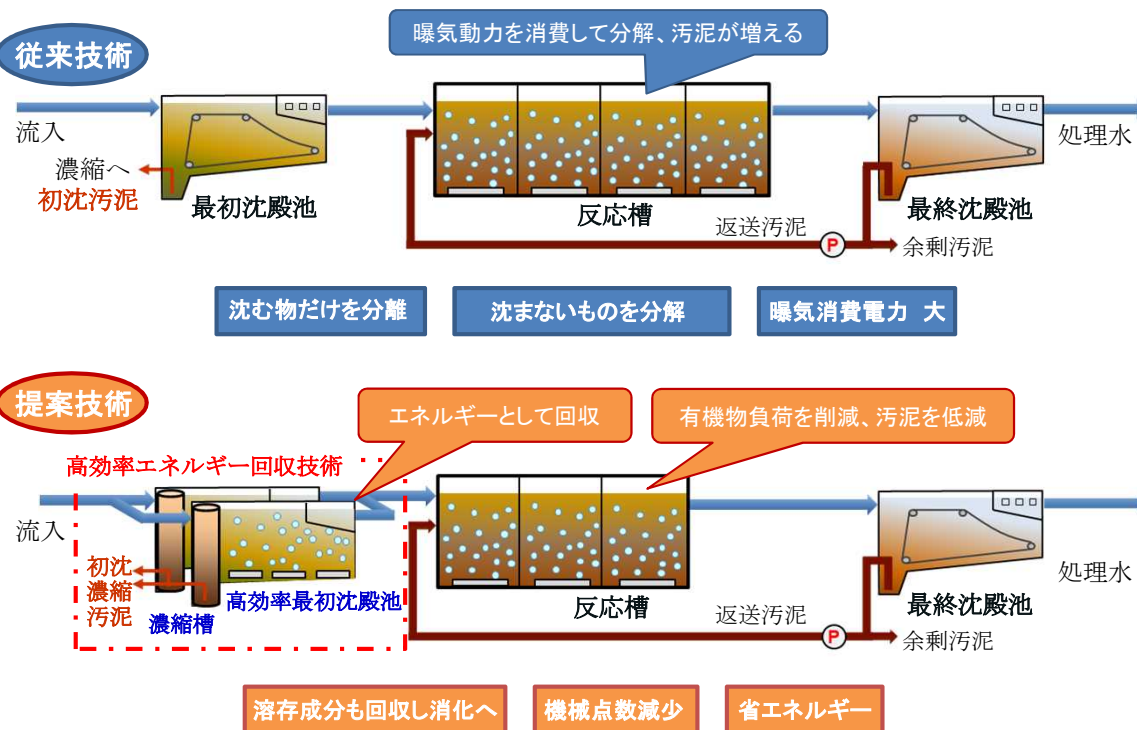 曝気動力を消費して分解、汚泥が増える
従来技術
流入
濃縮へ
初沈汚泥
最初沈殿池
反応槽
返送汚泥
P
最終沈殿池
余剰汚泥
処理水
沈む物だけを分離
沈まないものを分解
曝気消費電力 大
提案技術
エネルギーとして回収
有機物負荷を削減、汚泥を低減
高効率エネルギー回収技術
流入
初沈
濃縮
汚泥
濃縮槽
高効率最初沈殿池
反応槽
返送汚泥
P
最終沈殿池
余剰汚泥
処理水
溶存成分も回収し消化へ
機械点数減少
省エネルギー